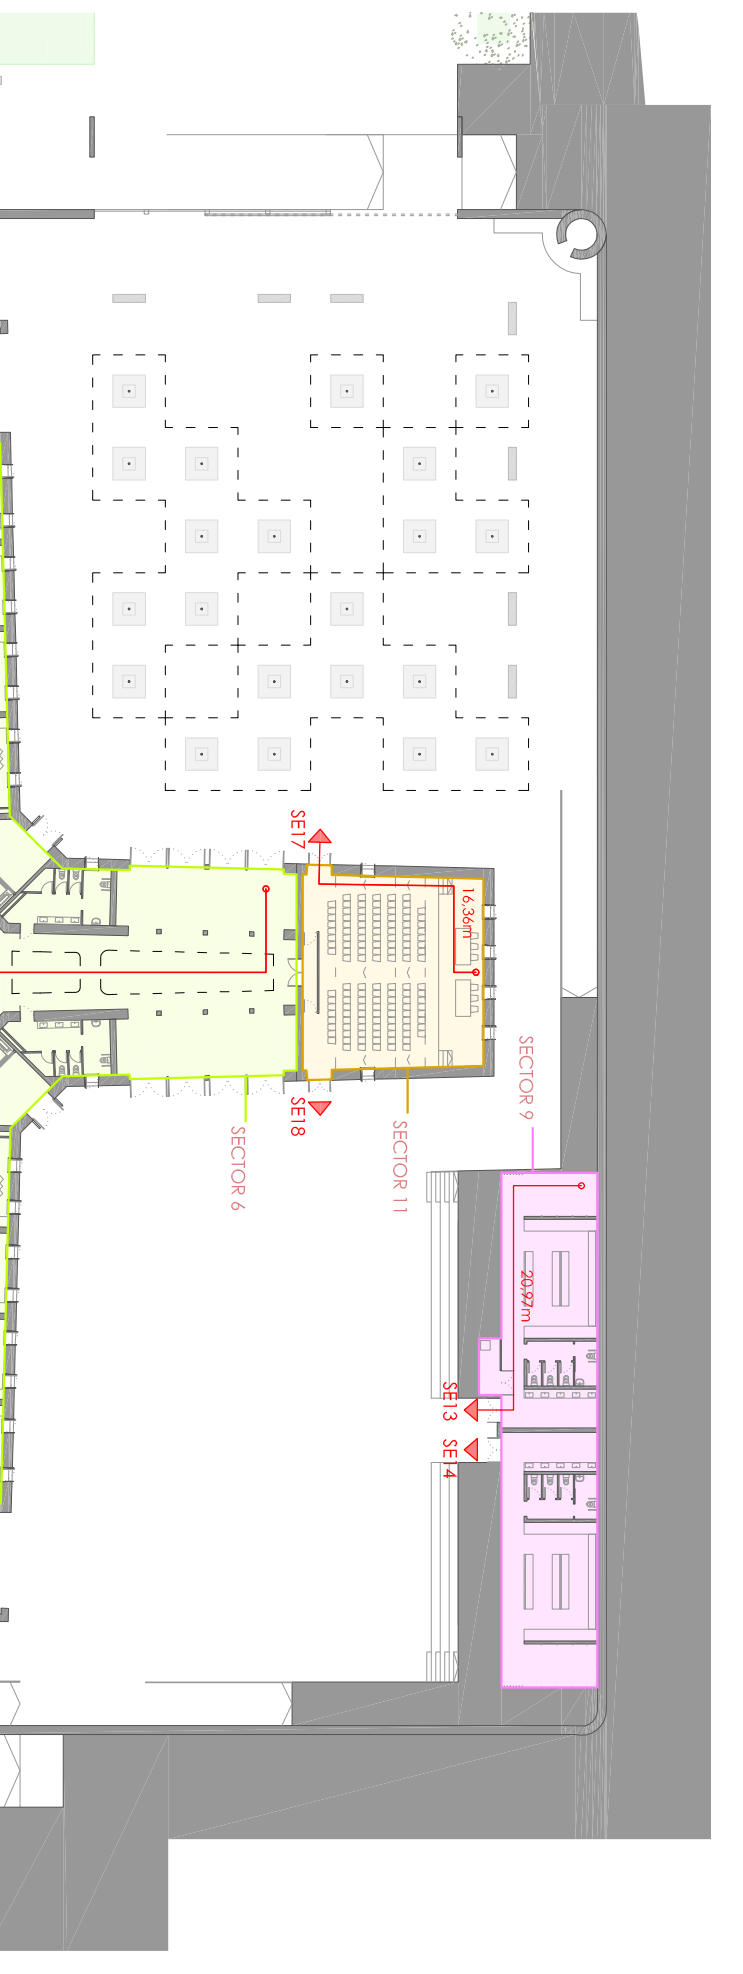 SE17
16,36m
SECTOR 9
SE18
SECTOR 6
SECTOR 11
20,97m
SE13
SE14